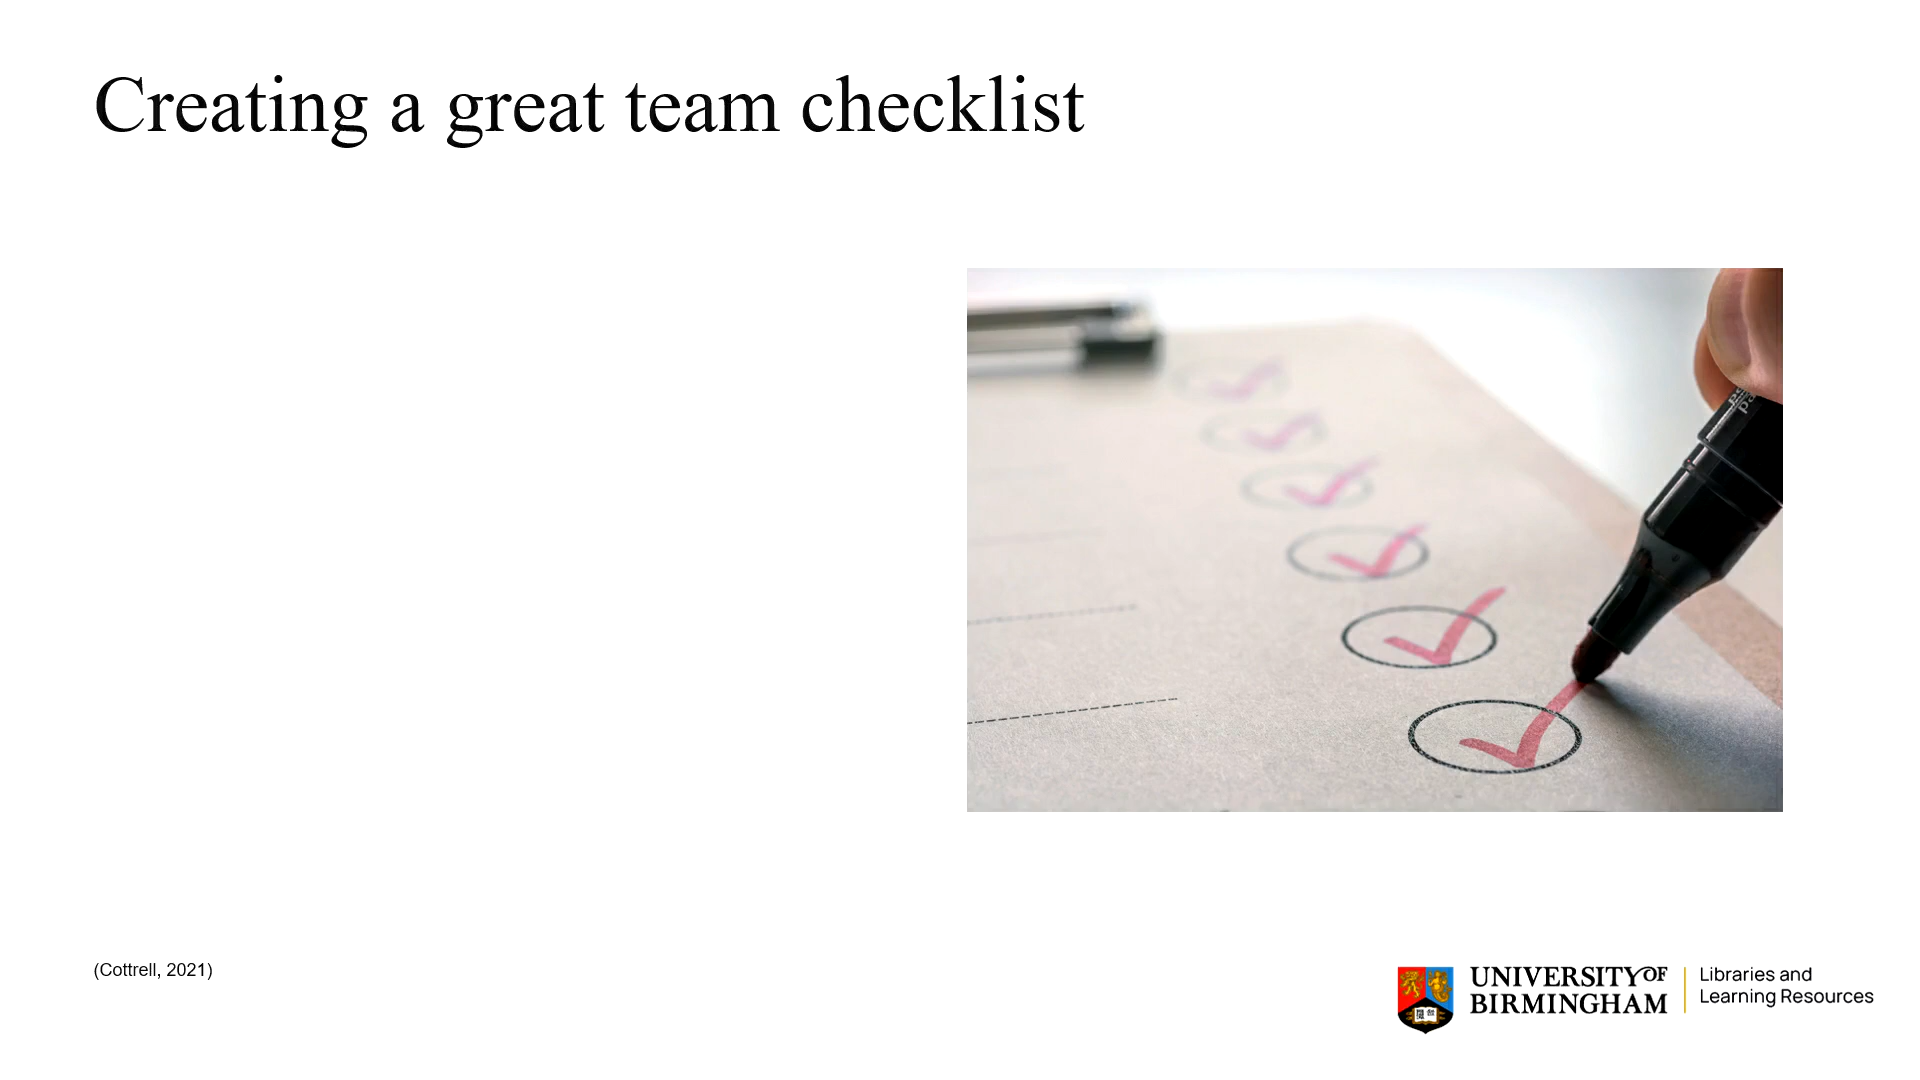 Creating a great team checklist
(Cottrell, 2021)
UNIVERSITY OF
BIRMINGHAM
Libraries and
Learning Resources